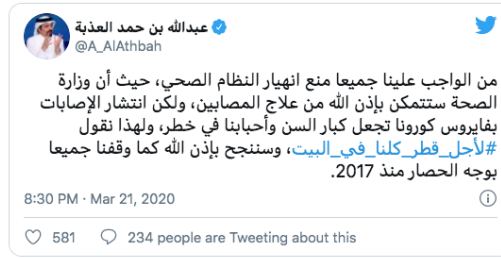 عبدالله بن حمد العذبة
@A_AlAthbah
من الواجب علينا جميعا منع انهيار النظام الصحي، حيث أن وزارة
الصحة ستتمكن بإذن الله من علاج المصابين، ولكن انتشار الإصابات
بفايروس كورونا تجعل كبار السن وأحبابنا في خطر، ولهذا نقول
#لأجل_قطر_كلنا_في_البيت، وسننجح بإذن الله كما وقفنا جميعا
بوجه الحصار منذ 2017.
8:30 PM · Mar 21, 2020
581 234 people are Tweeting about this